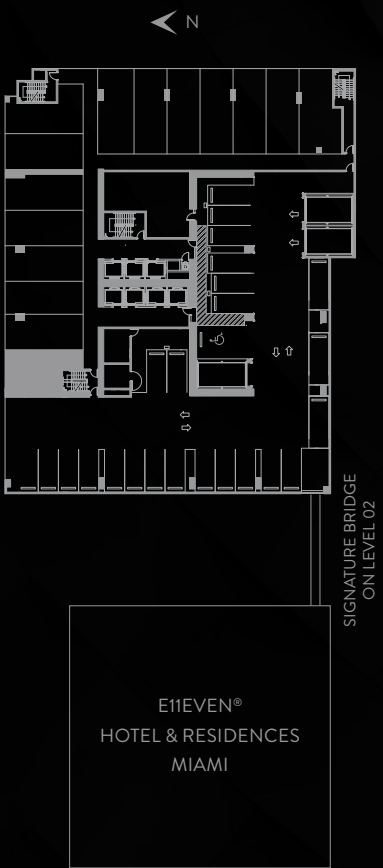 N
SIGNATURE BRIDGE
ON LEVEL 02
E11EVEN®
HOTEL & RESIDENCES
MIAMI